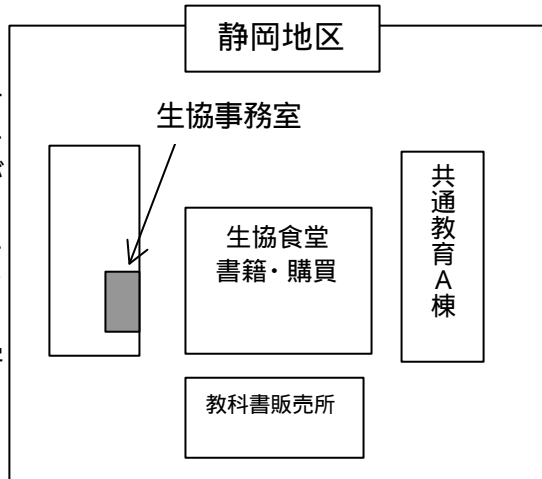 静岡地区
生協事務室
生協食堂
書籍・購買
共通教育A棟
教科書販売所